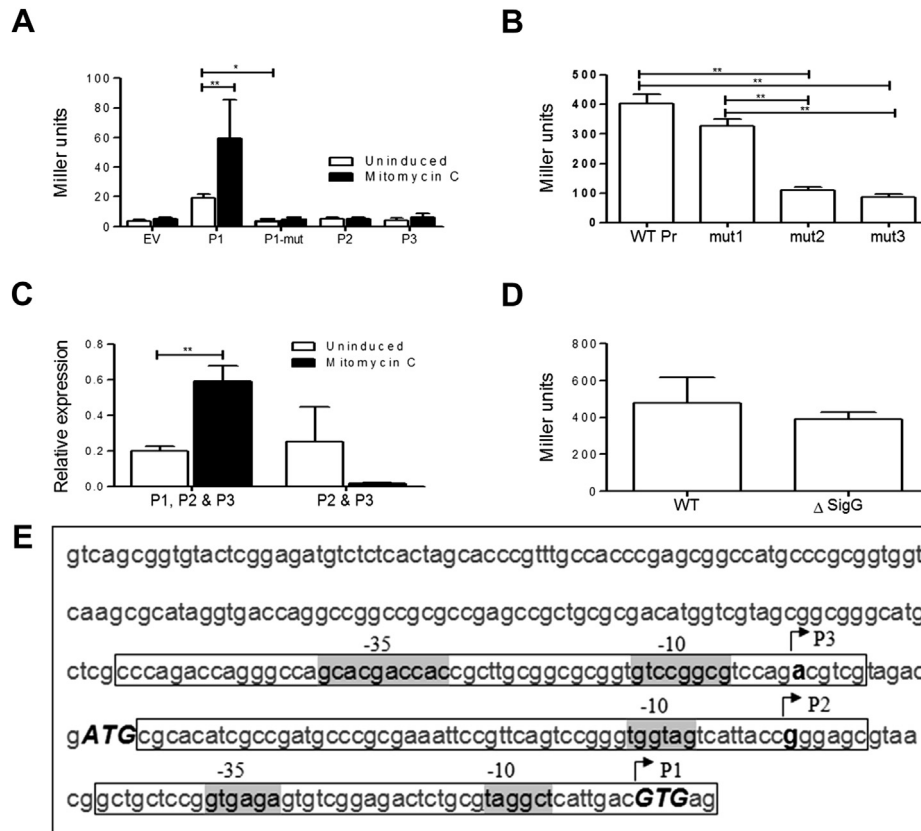 A
Miller units
100
80
60
40
20
0
*
**
Uninduced
Mitomycin C
EV P1 P1-mut P2 P3
B
Miller units
500
400
300
200
100
0
**
**
**
**
WT Pr mut1 mut2 mut3
C
Relative expression
0.8
0.6
0.4
0.2
0.0
**
Uninduced
Mitomycin C
P1, P2 & P3 P2 & P3
D
Miller units
800
600
400
200
0
WT Δ SigG
E
gtcagcggtgtactcggagatgtctctcactagcacccgtttgccacccgagcggccatgcccgcggtggt
caagcgcataggtgaccaggccggccgcgccgagccgctgcgcgacatggtcgtagcggcgggcatg
-35 -10 P3
ctcgcccagaccagggccagcacgaccaccgcttgcggcgcggtgtccggcgtccagacgtcgtagac
-10 P2
gATGcgcacatcgccgatgcccgcgaaattccgttcagtccgggtggtagtcattaccgggagcgtaa
-35 -10 P1
cggctgctccggtgagagtgtcggagactctgcgtaggctcattgacGTGag